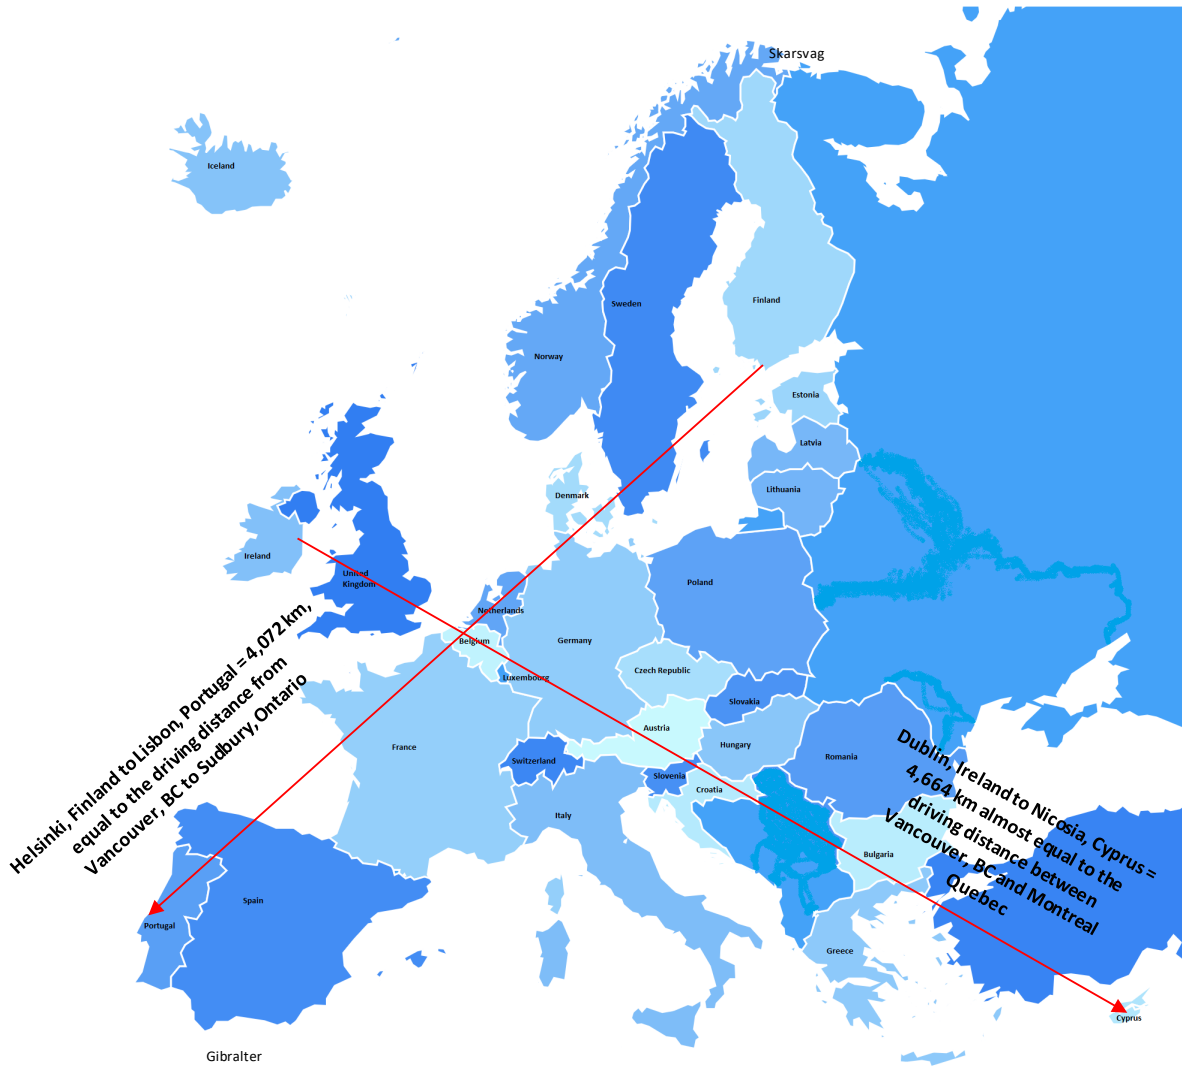 Skarsvag
Iceland
Finland
Sweden
Norway
Estonia
Latvia
Lithuania
Denmark
Ireland
United
Kingdom
Poland
Netherlands
Belgium
Germany
Luxembourg
Czech Republic
Slovakia
Austria
Hungary
France
Switzerland
Romania
Slovenia
Croatia
Italy
Bulgaria
Spain
Portugal
Greece
Cyprus
Gibralter
Helsinki, Finland to Lisbon, Portugal = 4,072 km,
equal to the driving distance from
Vancouver, BC to Sudbury, Ontario
Dublin, Ireland to Nicosia, Cyprus =
4,664 km almost equal to the
driving distance between
Vancouver, BC and Montreal
Quebec